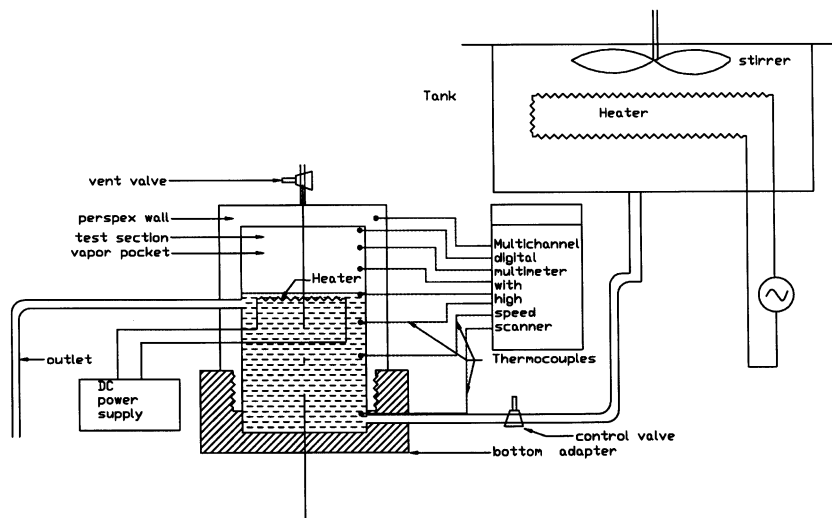 stirrer
Tank
Heater
vent valve
perspex wall
test section
vapor pocket
Heater
Multichannel
digital
multimeter
with
high
speed
scanner
Thermocouples
outlet
DC
power
supply
control valve
bottom adapter